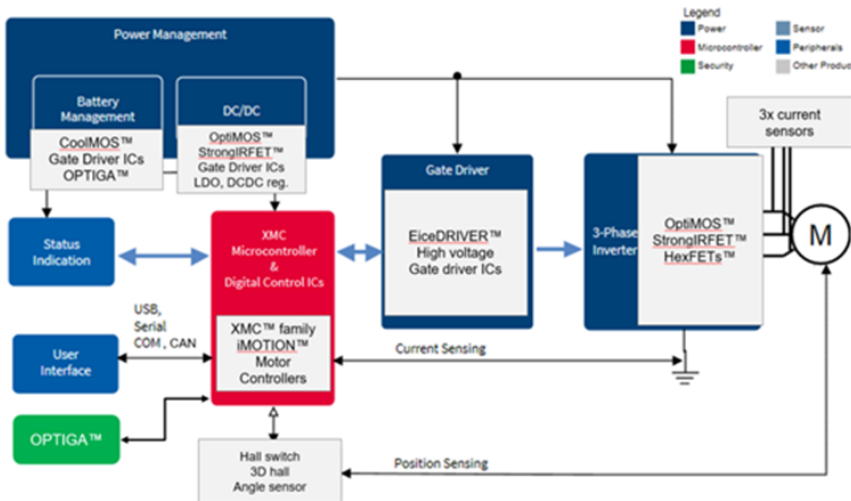 Power Management
Legend
Power
Sensor
Microcontroller
Peripherals
Security
Other Produc
Battery
Management
DC/DC
CoolMOS™
Gate Driver ICs
OPTIGA™
OptiMOS™
StrongIRFET™
Gate Driver ICs
LDO, DCDC reg.
3x current
sensors
Status
Indication
XMC
Microcontroller
&
Digital Control ICs
Gate Driver
EiceDRIVER™
High voltage
Gate driver ICs
3-Phase
Inverter
OptiMOS™
StrongIRFET™
HexFETs™
M
USB,
Serial
COM , CAN
User
Interface
XMC™ family
iMOTION™
Motor
Controllers
Current Sensing
OPTIGA™
Hall switch
3D hall
Angle sensor
Position Sensing